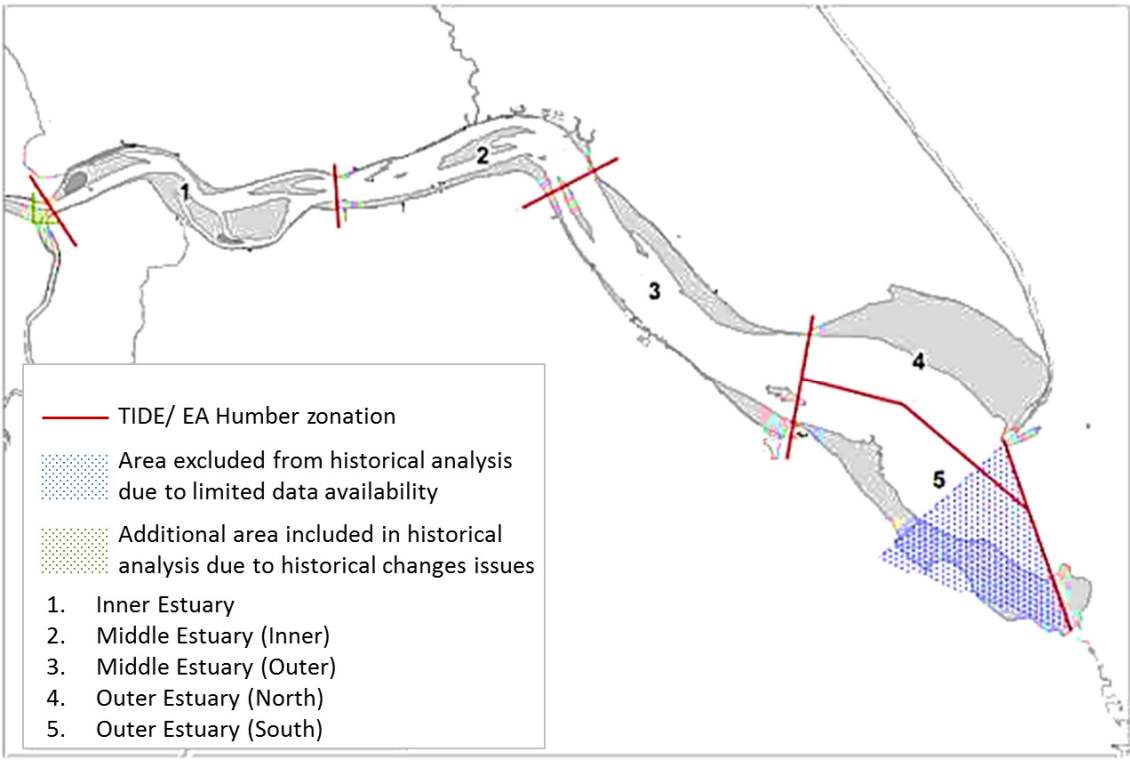 1
2
3
4
5
TIDE/ EA Humber zonation
Area excluded from historical analysis
due to limited data availability
Additional area included in historical
analysis due to historical changes issues
1. Inner Estuary
2. Middle Estuary (Inner)
3. Middle Estuary (Outer)
4. Outer Estuary (North)
5. Outer Estuary (South)